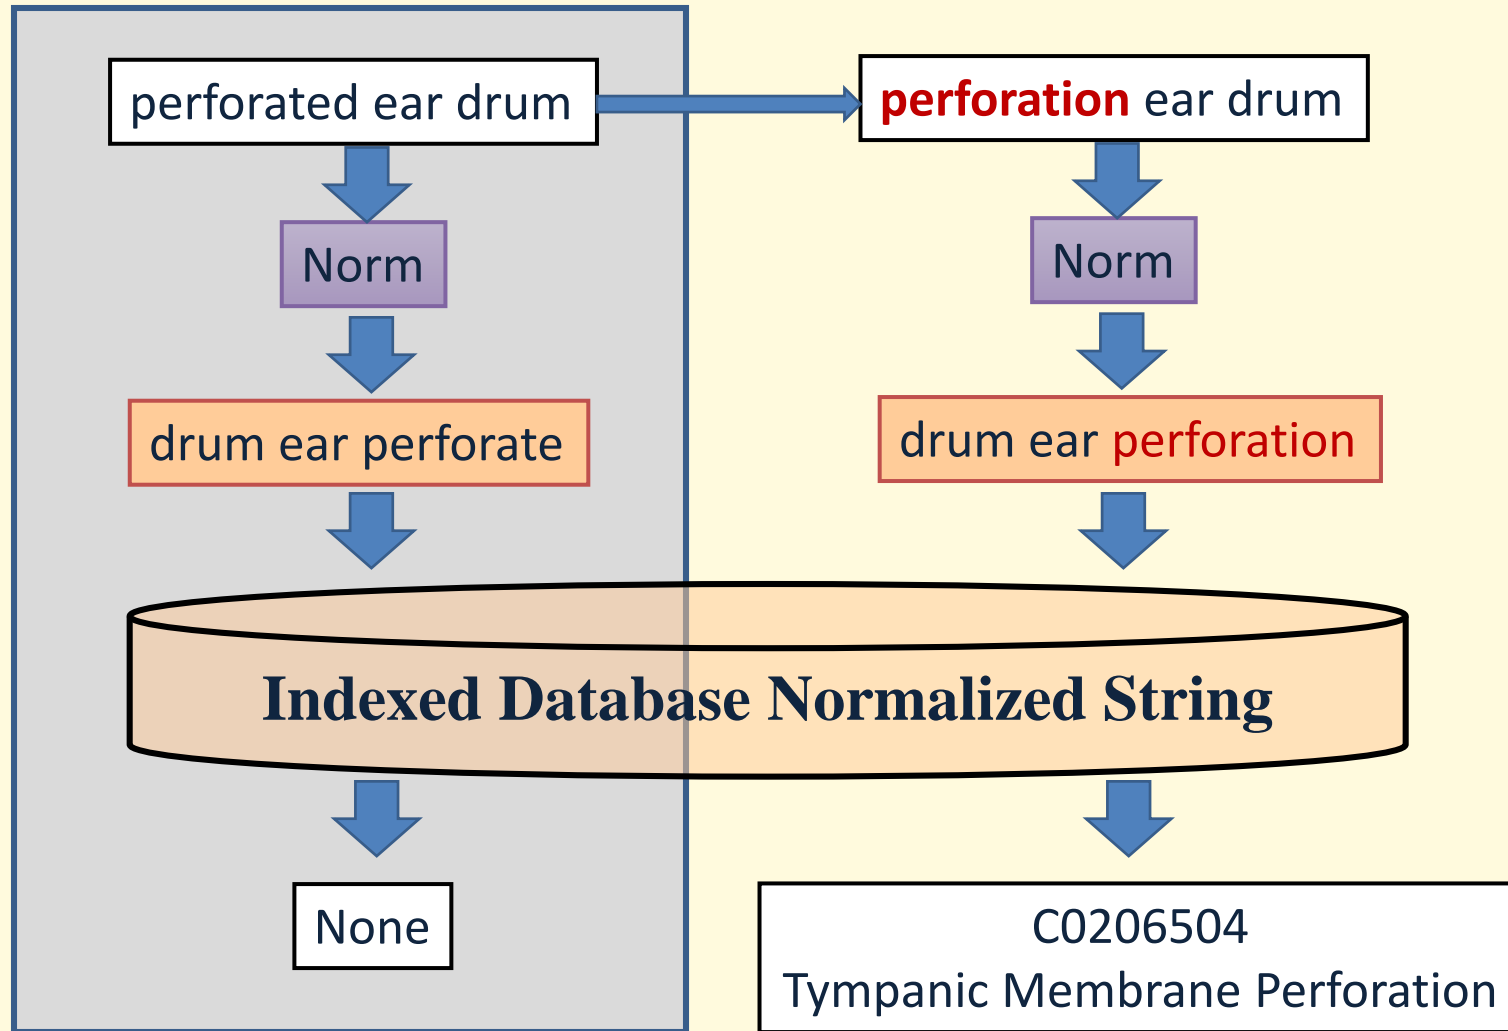 perforated ear drum
perforation ear drum
Norm
Norm
drum ear perforate
drum ear perforation
Indexed Database Normalized String
None
C0206504
Tympanic Membrane Perforation